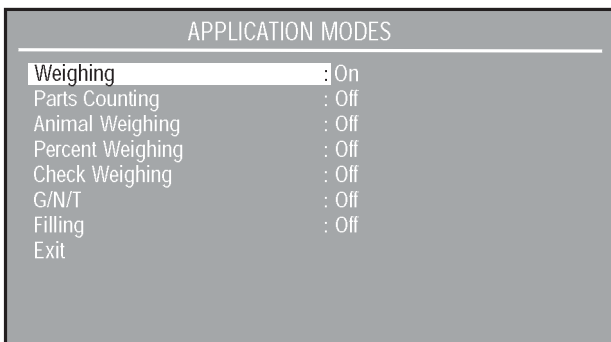 APPLICATION MODES
Weighing : On
Parts Counting : Off
Animal Weighing : Off
Percent Weighing : Off
Check Weighing : Off
G/N/T : Off
Filling : Off
Exit